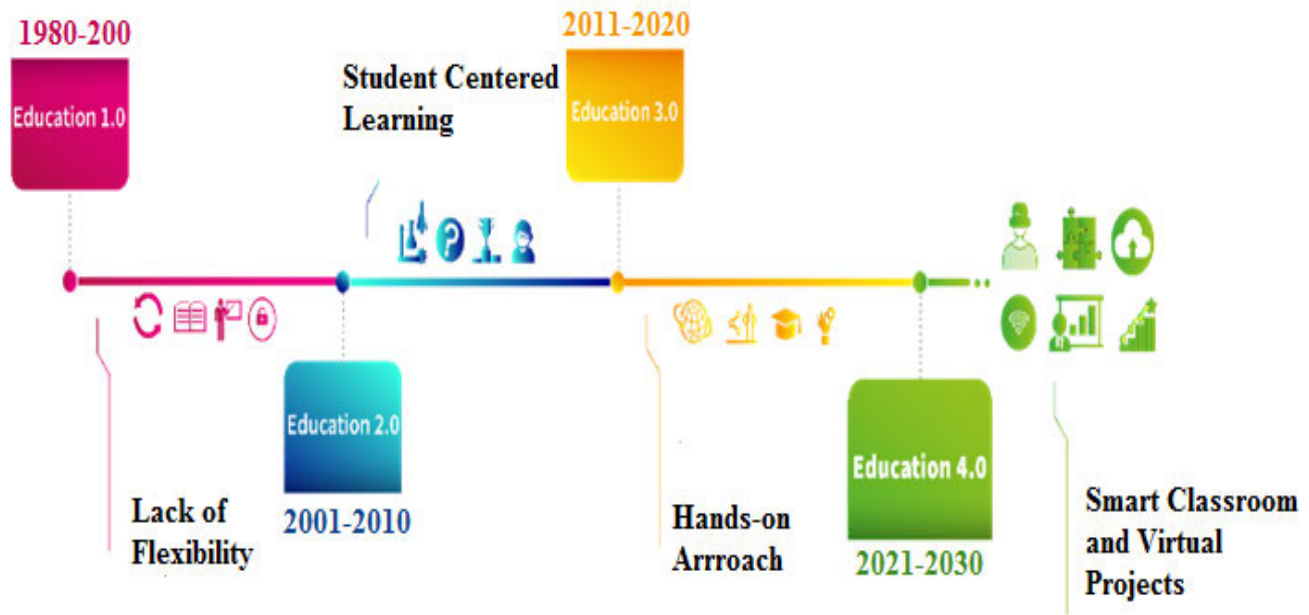 1980-200
Education 1.0
Lack of
Flexibility
Student Centered
Learning
Education 2.0
2001-2010
2011-2020
Education 3.0
Hands-on
Arrroach
Education 4.0
2021-2030
Smart Classroom
and Virtual
Projects